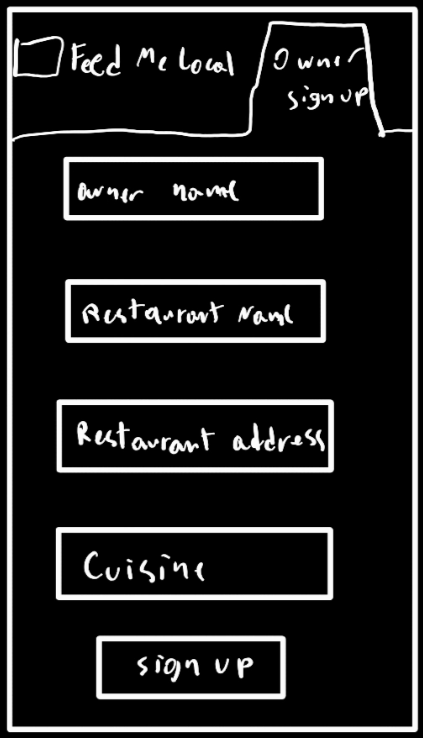 Feed Me Local
Owner
sign up
Owner name
Restaurant Name
Restaurant address
Cuisine
sign up